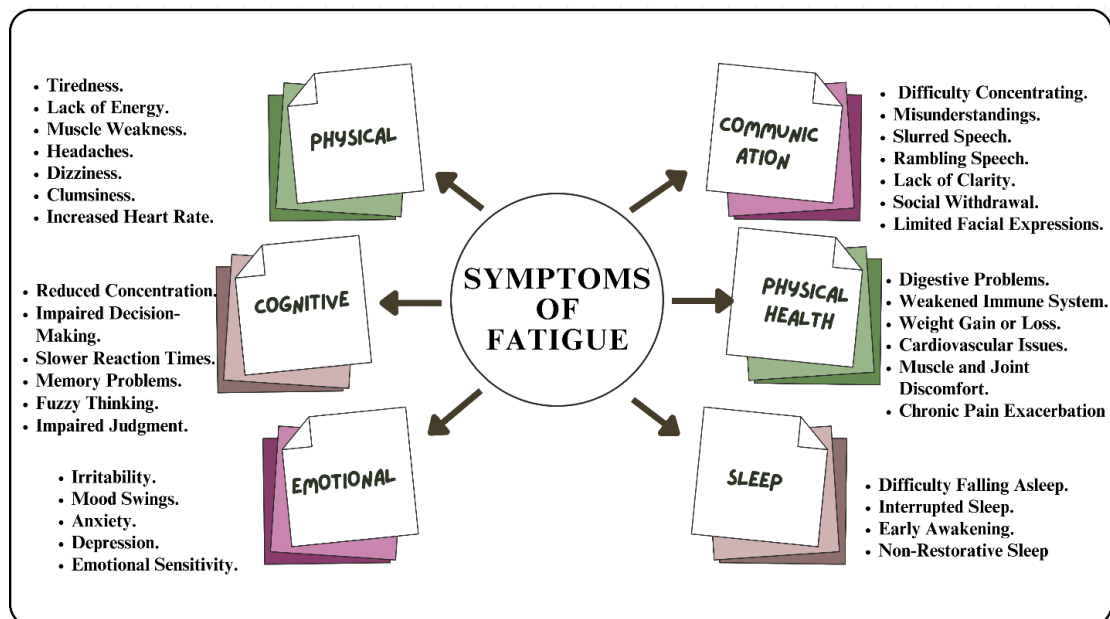 SYMPTOMS
OF
FATIGUE
PHYSICAL
• Tiredness.
• Lack of Energy.
• Muscle Weakness.
• Headaches.
• Dizziness.
• Clumsiness.
• Increased Heart Rate.
COGNITIVE
• Reduced Concentration.
• Impaired Decision-
Making.
• Slower Reaction Times.
• Memory Problems.
• Fuzzy Thinking.
• Impaired Judgment.
EMOTIONAL
• Irritability.
• Mood Swings.
• Anxiety.
• Depression.
• Emotional Sensitivity.
COMMUNIC
ATION
• Difficulty Concentrating.
• Misunderstandings.
• Slurred Speech.
• Rambling Speech.
• Lack of Clarity.
• Social Withdrawal.
• Limited Facial Expressions.
PHYSICAL
HEALTH
• Digestive Problems.
• Weakened Immune System.
• Weight Gain or Loss.
• Cardiovascular Issues.
• Muscle and Joint
Discomfort.
• Chronic Pain Exacerbation
SLEEP
• Difficulty Falling Asleep.
• Interrupted Sleep.
• Early Awakening.
• Non-Restorative Sleep